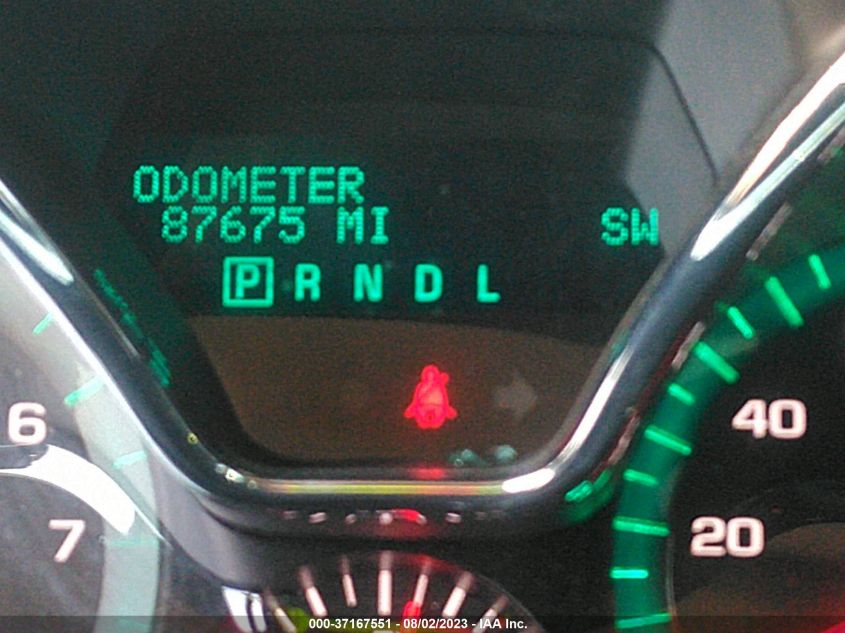 ODOMETER
87675 MI SW
P R N D L
6
40
7
20
000-37167551 - 08/02/2023 - IAA Inc.